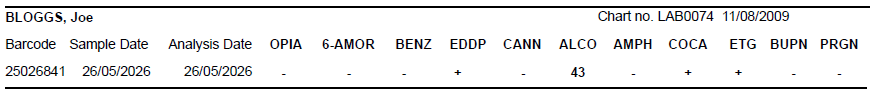 BLOGGS, Joe Chart no. LAB0074 11/08/2009
Barcode Sample Date Analysis Date OPIA 6-AMOR BENZ EDDP CANN ALCO AMPH COCA ETG BUPN PRGN
25026841 26/05/2026 26/05/2026 - - - + - 43 - + + - -